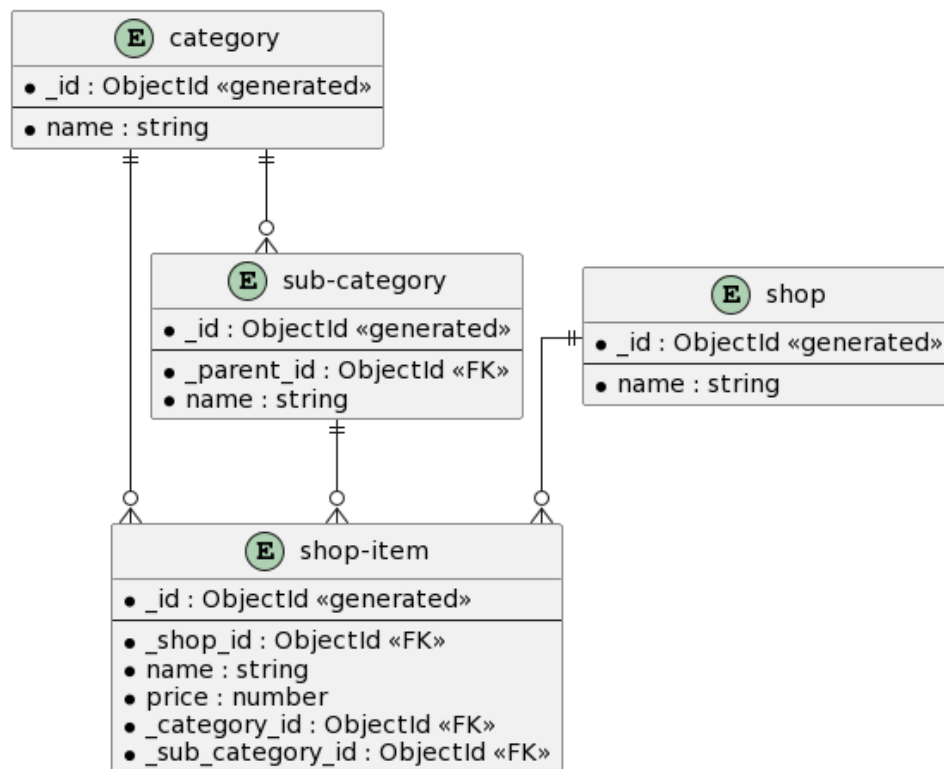 E category
_id : ObjectId «generated»
name : string
E sub-category
_id : ObjectId «generated»
_parent_id : ObjectId «FK»
name : string
E shop
_id : ObjectId «generated»
name : string
E shop-item
_id : ObjectId «generated»
_shop_id : ObjectId «FK»
name : string
price : number
_category_id : ObjectId «FK»
_sub_category_id : ObjectId «FK»